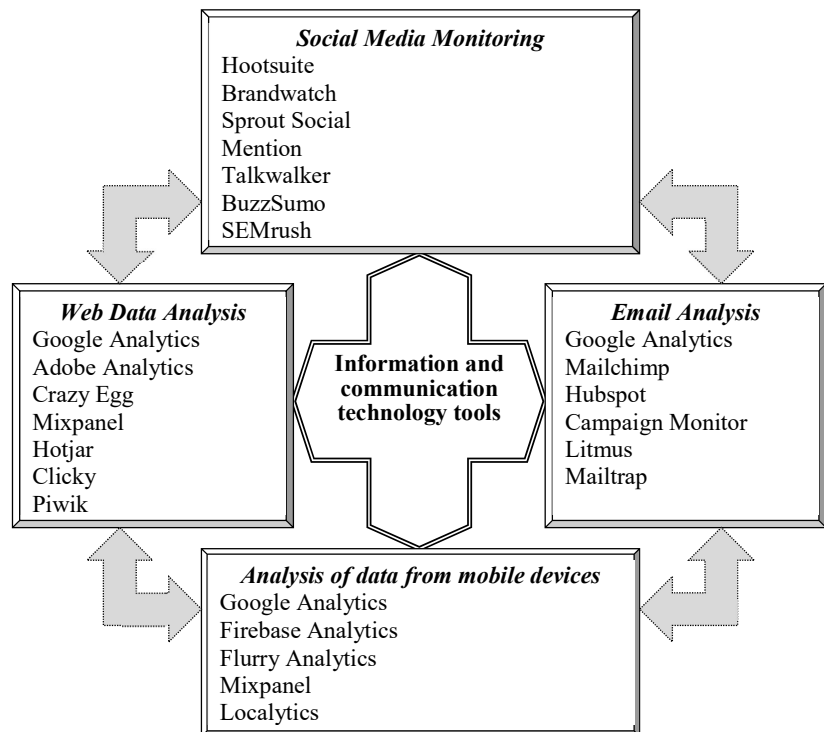 Social Media Monitoring
Hootsuite
Brandwatch
Sprout Social
Mention
Talkwalker
BuzzSumo
SEMrush
Web Data Analysis
Google Analytics
Adobe Analytics
Crazy Egg
Mixpanel
Hotjar
Clicky
Piwik
Information and
communication
technology tools
Email Analysis
Google Analytics
Mailchimp
Hubspot
Campaign Monitor
Litmus
Mailtrap
Analysis of data from mobile devices
Google Analytics
Firebase Analytics
Flurry Analytics
Mixpanel
Localytics